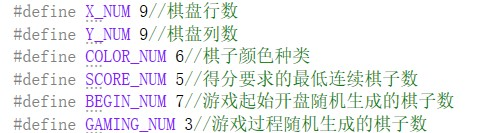 #define X_NUM 9//棋盘行数
#define Y_NUM 9//棋盘列数
#define COLOR_NUM 6//棋子颜色种类
#define SCORE_NUM 5//得分要求的最低连续棋子数
#define BEGIN_NUM 7//游戏起始开盘随机生成的棋子数
#define GAMING_NUM 3//游戏过程随机生成的棋子数